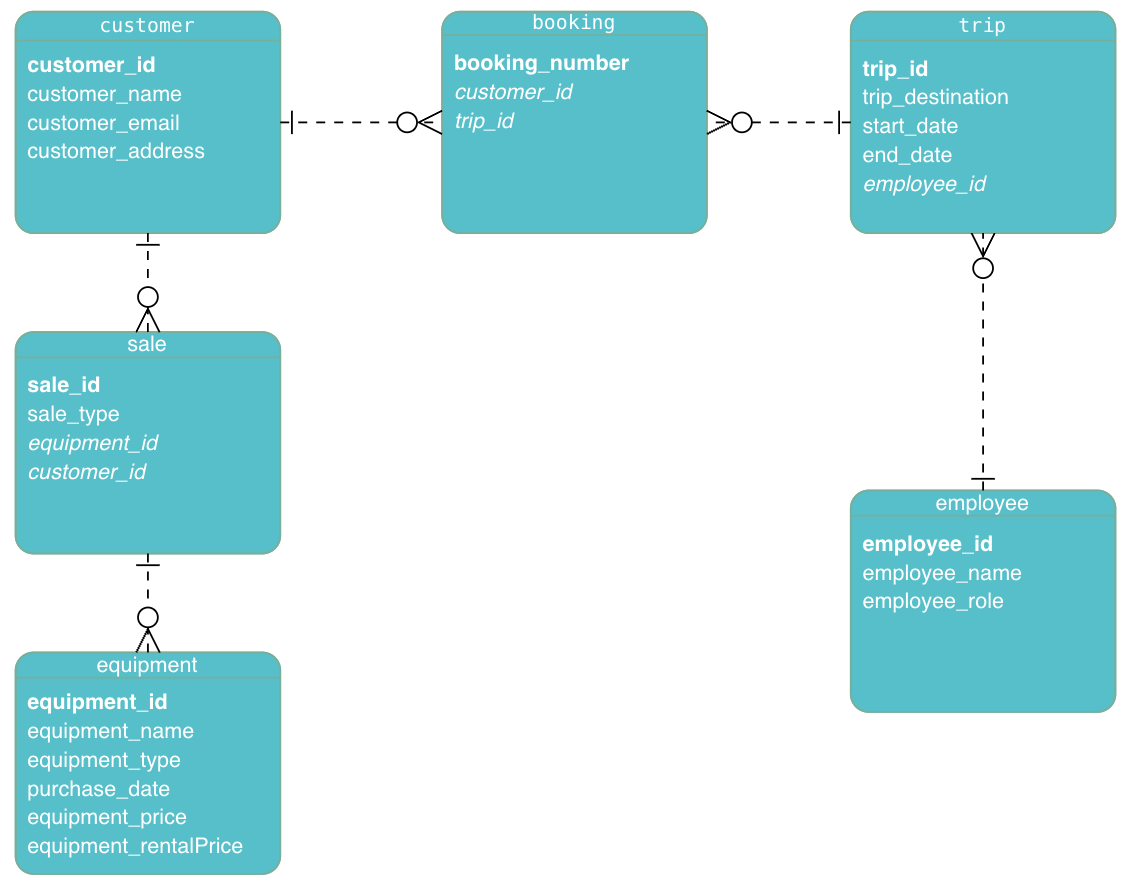 customer
customer_id
customer_name
customer_email
customer_address
booking
booking_number
customer_id
trip_id
trip
trip_id
trip_destination
start_date
end_date
employee_id
sale
sale_id
sale_type
equipment_id
customer_id
employee
employee_id
employee_name
employee_role
equipment
equipment_id
equipment_name
equipment_type
purchase_date
equipment_price
equipment_rentalPrice